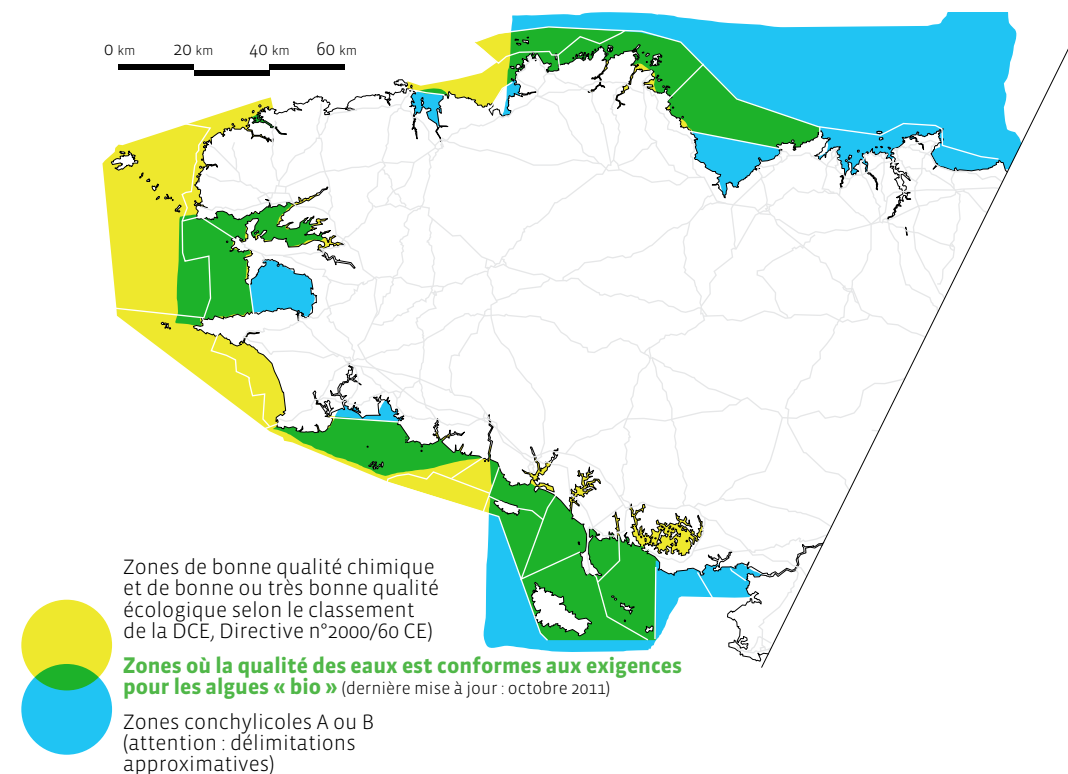 0 km 20 km 40 km 60 km
Zones de bonne qualité chimique
et de bonne ou très bonne qualité
écologique selon le classement
de la DCE, Directive n°2000/60 CE)
Zones où la qualité des eaux est conformes aux exigences
pour les algues « bio » (dernière mise à jour : octobre 2011)
Zones conchylicoles A ou B
(attention : délimitations
approximatives)